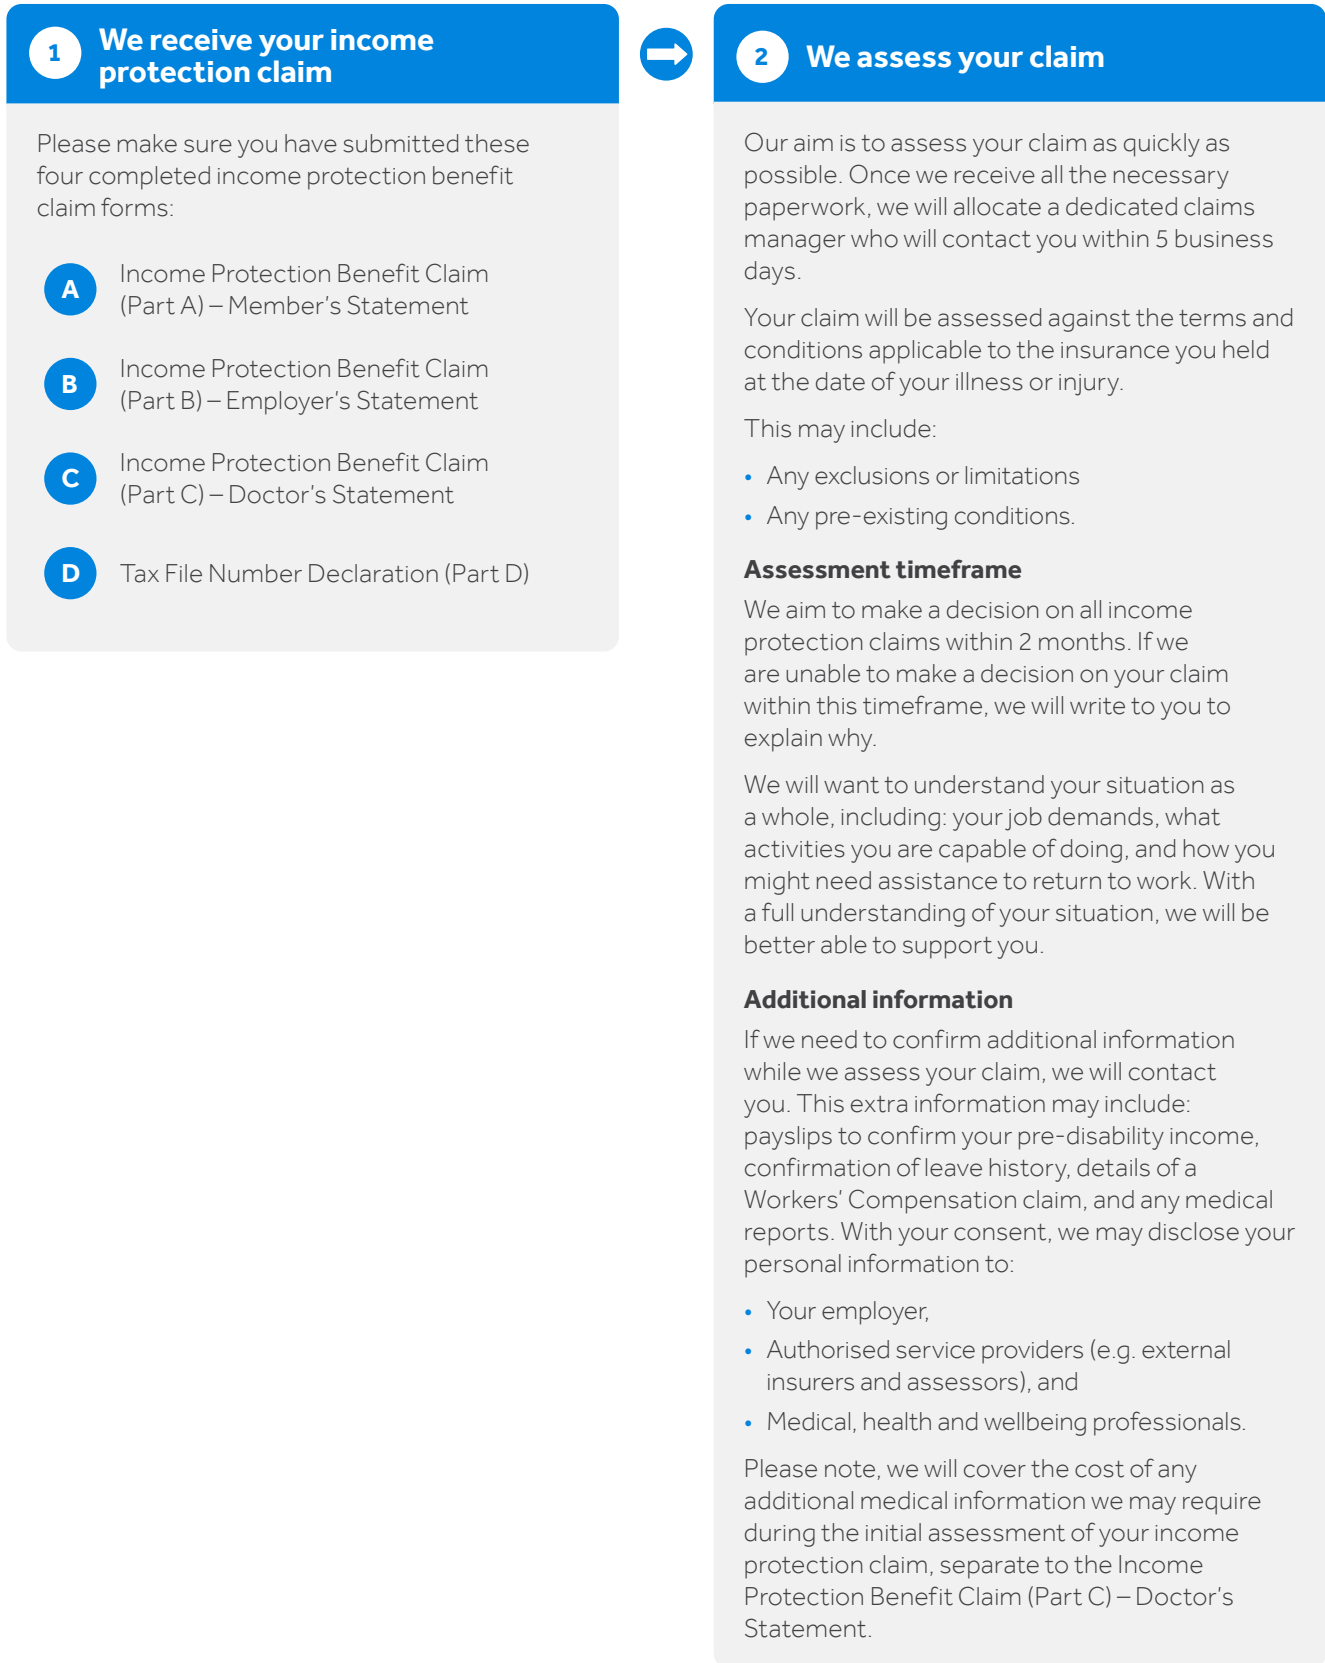 1
We receive your income
protection claim
Please make sure you have submitted these
four completed income protection benefit
claim forms:
A
Income Protection Benefit Claim
(Part A) – Member's Statement
B
Income Protection Benefit Claim
(Part B) – Employer's Statement
C
Income Protection Benefit Claim
(Part C) – Doctor's Statement
D
Tax File Number Declaration (Part D)
2
We assess your claim
Our aim is to assess your claim as quickly as
possible. Once we receive all the necessary
paperwork, we will allocate a dedicated claims
manager who will contact you within 5 business
days.
Your claim will be assessed against the terms and
conditions applicable to the insurance you held
at the date of your illness or injury.
This may include:
• Any exclusions or limitations
• Any pre-existing conditions.
Assessment timeframe
We aim to make a decision on all income
protection claims within 2 months. If we
are unable to make a decision on your claim
within this timeframe, we will write to you to
explain why.
We will want to understand your situation as
a whole, including: your job demands, what
activities you are capable of doing, and how you
might need assistance to return to work. With
a full understanding of your situation, we will be
better able to support you.
Additional information
If we need to confirm additional information
while we assess your claim, we will contact
you. This extra information may include:
payslips to confirm your pre-disability income,
confirmation of leave history, details of a
Workers' Compensation claim, and any medical
reports. With your consent, we may disclose your
personal information to:
• Your employer,
• Authorised service providers (e.g. external
insurers and assessors), and
• Medical, health and wellbeing professionals.
Please note, we will cover the cost of any
additional medical information we may require
during the initial assessment of your income
protection claim, separate to the Income
Protection Benefit Claim (Part C) – Doctor's
Statement.